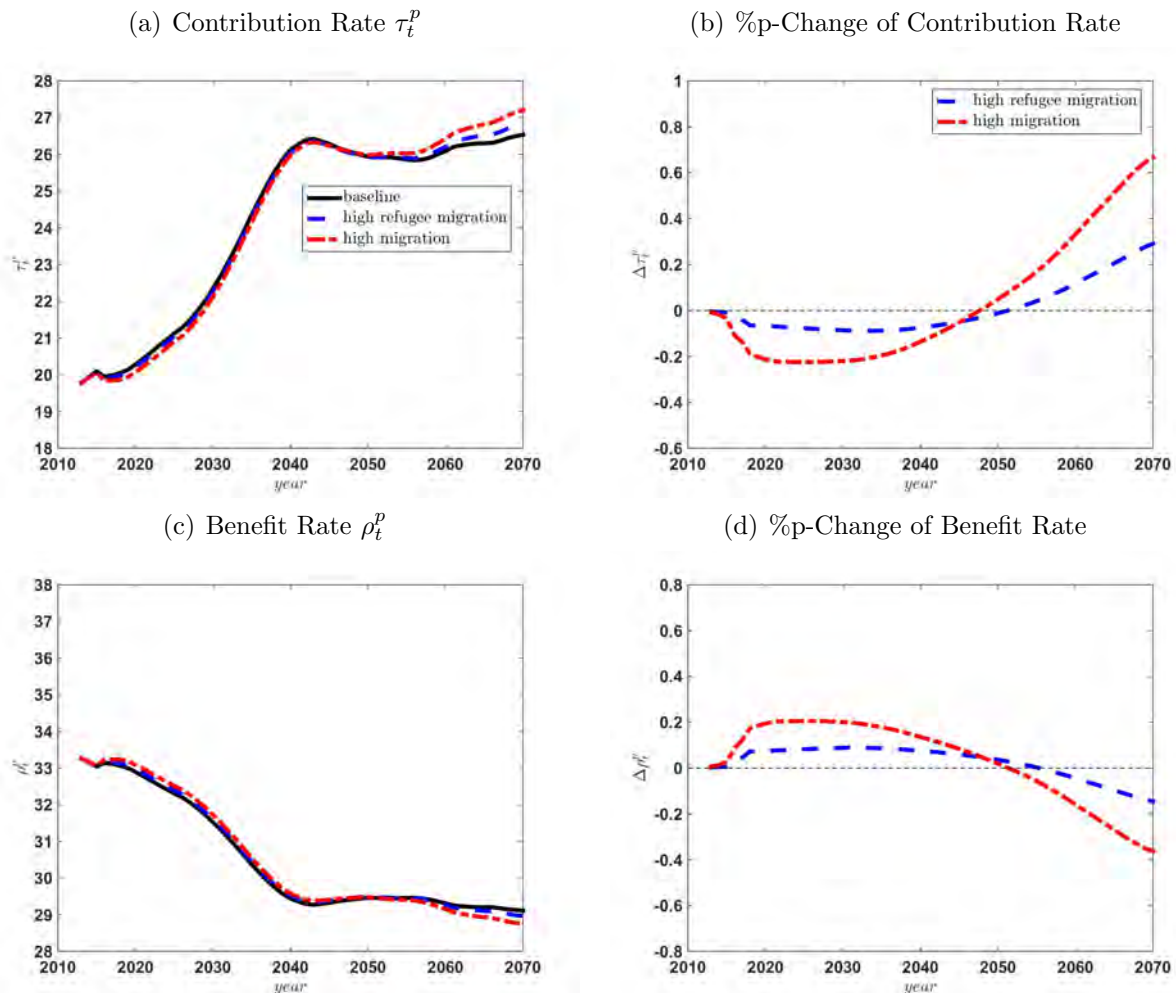 (a) Contribution Rate τ_t^p
28
27
26
25
24
23
22
21
20
19
18
τ_t^p
baseline
high refugee migration
high migration
2010 2020 2030 2040 2050 2060 2070
year
(b) %p-Change of Contribution Rate
1
0.8
0.6
0.4
0.2
0
-0.2
-0.4
-0.6
Δτ_t^p
high refugee migration
high migration
2010 2020 2030 2040 2050 2060 2070
year
(c) Benefit Rate ρ_t^p
38
37
36
35
34
33
32
31
30
29
28
ρ_t^p
2010 2020 2030 2040 2050 2060 2070
year
(d) %p-Change of Benefit Rate
0.8
0.6
0.4
0.2
0
-0.2
-0.4
-0.6
-0.8
Δρ_t^p
2010 2020 2030 2040 2050 2060 2070
year